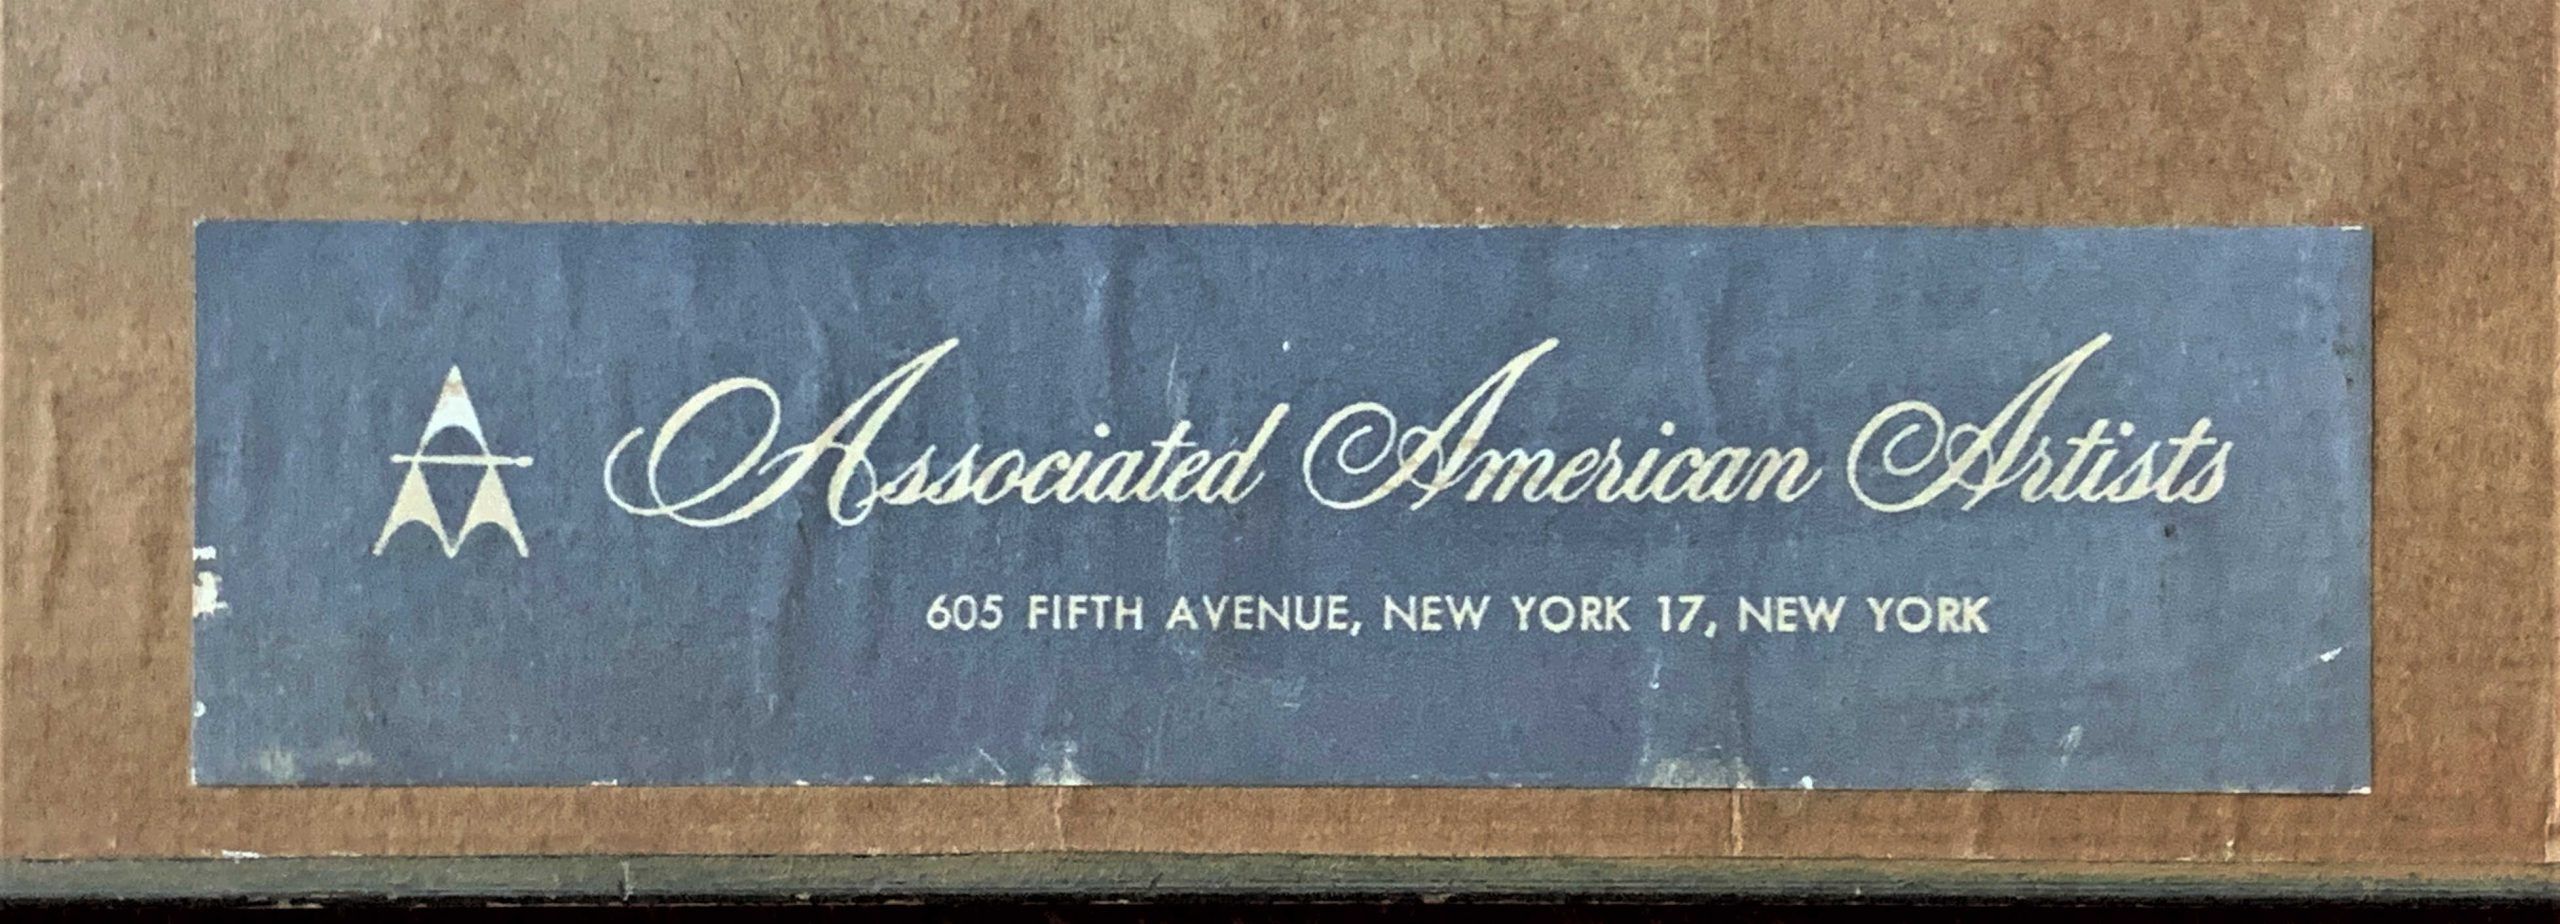 Associated American Artists
605 FIFTH AVENUE, NEW YORK 17, NEW YORK